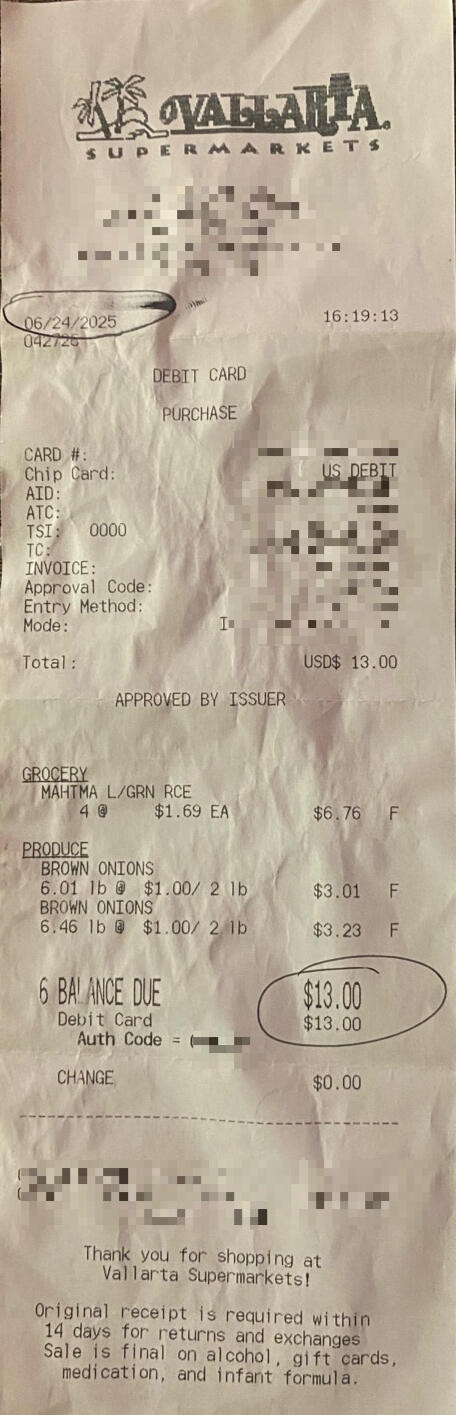 VALLARTA
SUPERMARKETS
06/24/2025 16:19:13
042726
DEBIT CARD
PURCHASE
CARD #:
Chip Card: US DEBIT
AID:
ATC:
TSI: 0000
TC:
INVOICE:
Approval Code:
Entry Method:
Mode: I
Total: USD$ 13.00
APPROVED BY ISSUER
GROCERY
MAHTMA L/GRN RCE
4 @ $1.69 EA $6.76 F
PRODUCE
BROWN ONIONS
6.01 lb @ $1.00/ 2 lb $3.01 F
BROWN ONIONS
6.46 lb @ $1.00/ 2 lb $3.23 F
6 BALANCE DUE $13.00
Debit Card $13.00
Auth Code = (
CHANGE $0.00
Thank you for shopping at
Vallarta Supermarkets!
Original receipt is required within
14 days for returns and exchanges
Sale is final on alcohol, gift cards,
medication, and infant formula.